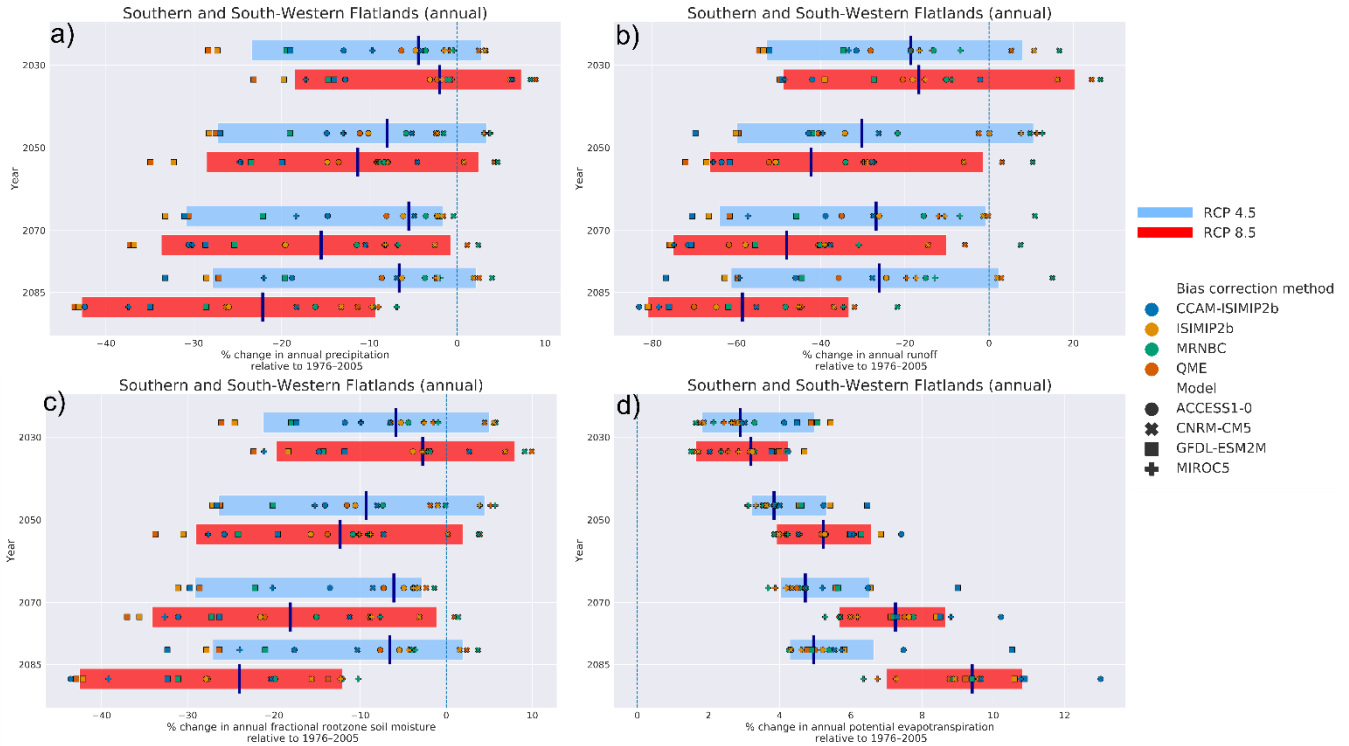 Southern and South-Western Flatlands (annual)
a)
2030
2050
2070
2085
Year
−40
−30
−20
−10
0
% change in annual precipitation
relative to 1976–2005
Southern and South-Western Flatlands (annual)
b)
2030
2050
2070
2085
Year
−80
−60
−40
−20
0
20
% change in annual runoff
relative to 1976–2005
Southern and South-Western Flatlands (annual)
c)
2030
2050
2070
2085
Year
−40
−30
−20
−10
0
10
% change in annual fractional rootzone soil moisture
relative to 1976–2005
Southern and South-Western Flatlands (annual)
d)
2030
2050
2070
2085
Year
0
2
4
6
8
10
12
% change in annual potential evapotranspiration
relative to 1976–2005
RCP 4.5
RCP 8.5
Bias correction method
CCAM-ISIMIP2b
ISIMIP2b
MRNBC
QME
Model
ACCESS1-0
CNRM-CM5
GFDL-ESM2M
MIROC5